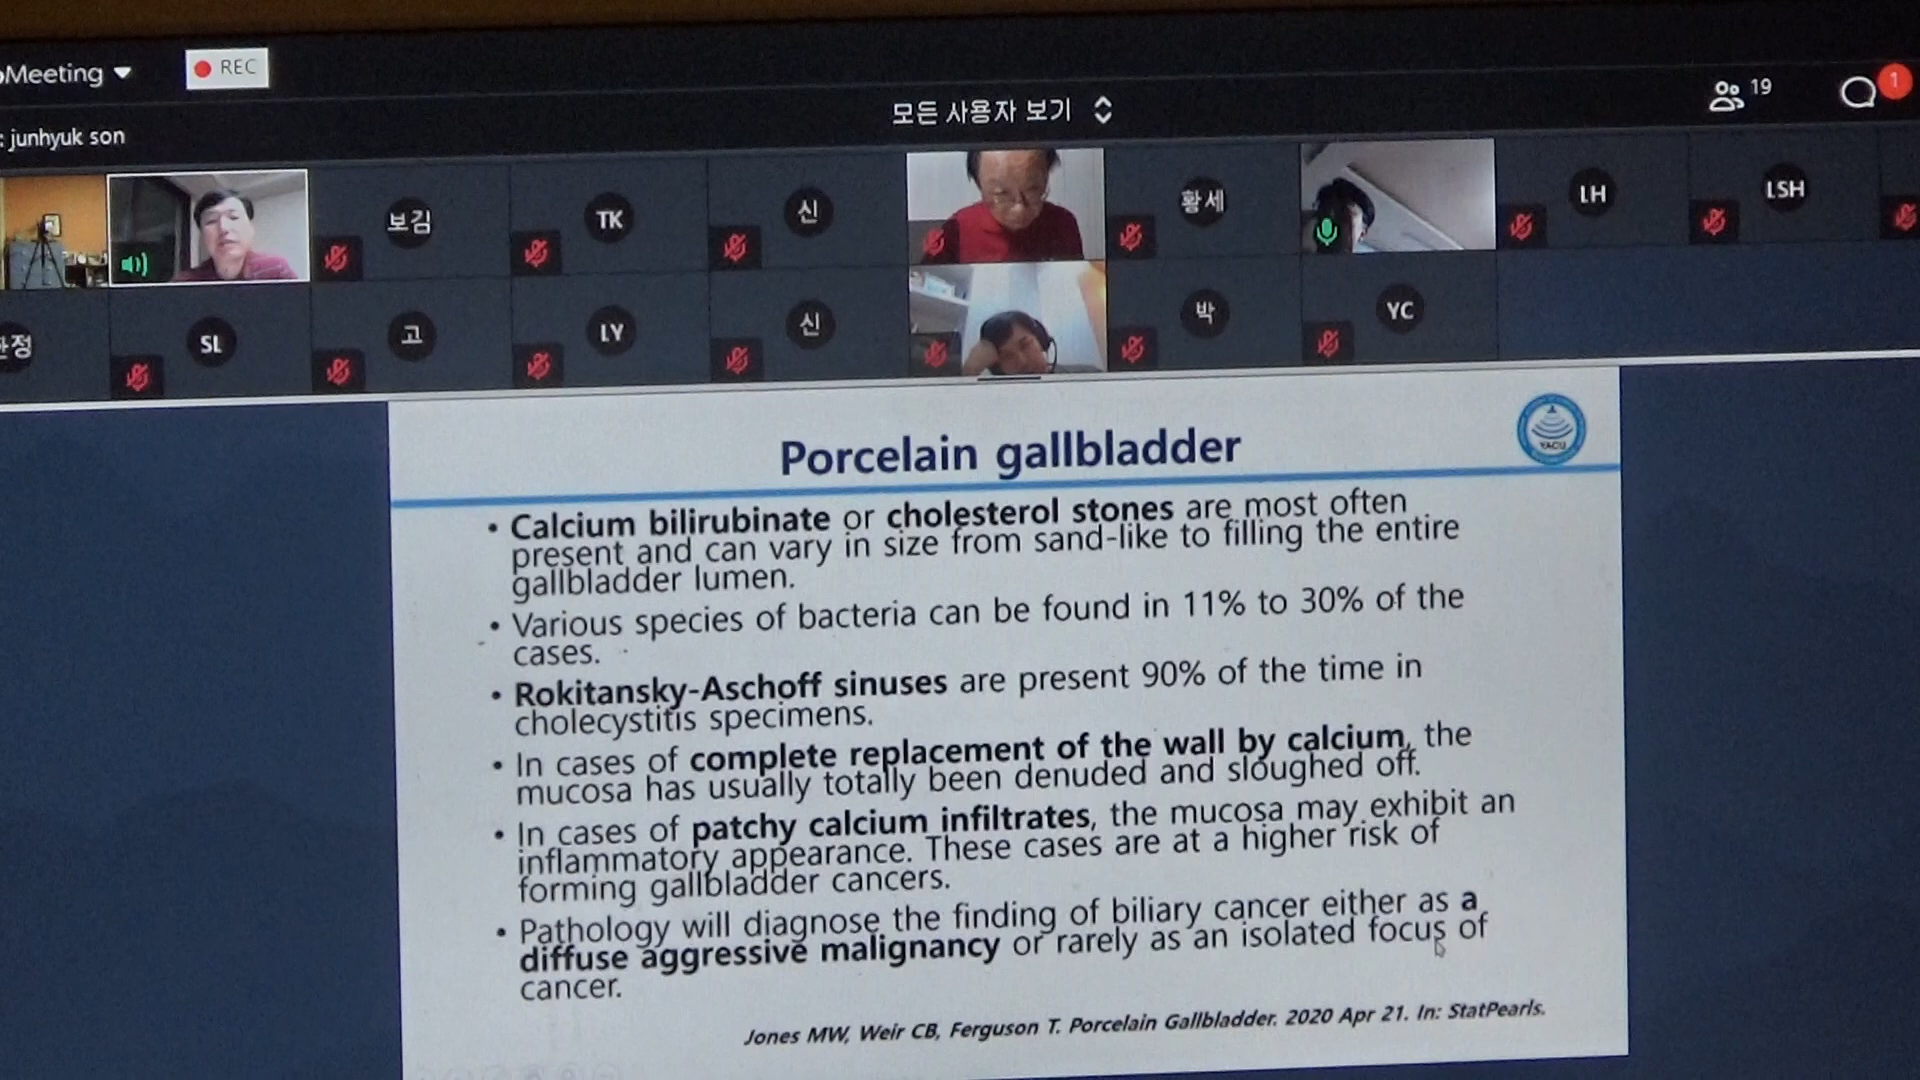 Meeting
REC
19
1
모든 사용자 보기
: junhyuk son
보김
TK
신
황세
LH
LSH
정
SL
고
LY
신
박
YC
Porcelain gallbladder
YACU
• Calcium bilirubinate or cholesterol stones are most often
present and can vary in size from sand-like to filling the entire
gallbladder lumen.
• Various species of bacteria can be found in 11% to 30% of the
cases.
• Rokitansky-Aschoff sinuses are present 90% of the time in
cholecystitis specimens.
• In cases of complete replacement of the wall by calcium, the
mucosa has usually totally been denuded and sloughed off.
• In cases of patchy calcium infiltrates, the mucosa may exhibit an
inflammatory appearance. These cases are at a higher risk of
forming gallbladder cancers.
• Pathology will diagnose the finding of biliary cancer either as a
diffuse aggressive malignancy or rarely as an isolated focus of
cancer.
Jones MW, Weir CB, Ferguson T. Porcelain Gallbladder. 2020 Apr 21. In: StatPearls.